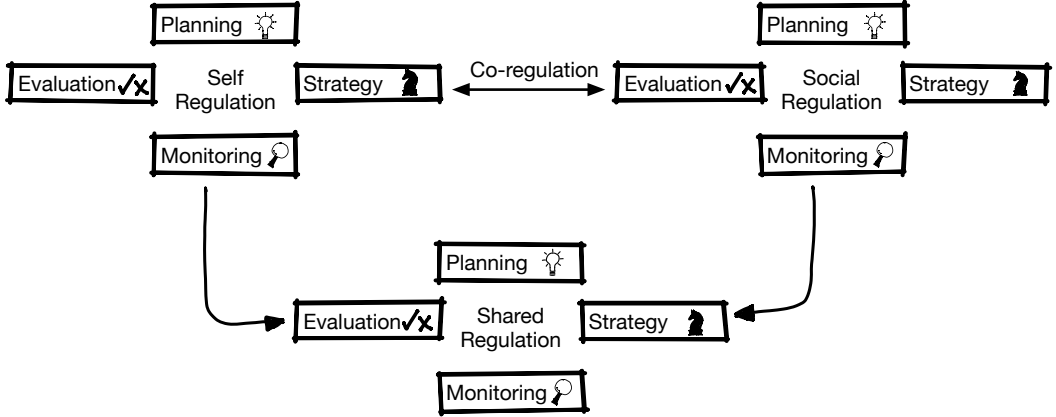 Planning
Evaluation
Self
Regulation
Strategy
Monitoring
Co-regulation
Planning
Evaluation
Social
Regulation
Strategy
Monitoring
Planning
Evaluation
Shared
Regulation
Strategy
Monitoring